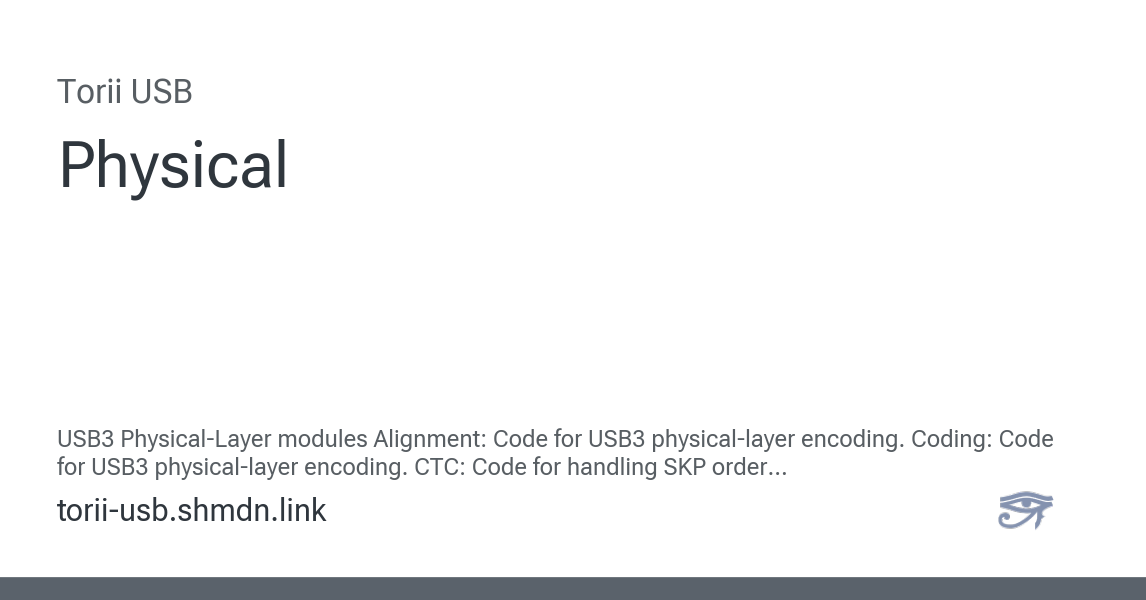 Torii USB
Physical
USB3 Physical-Layer modules Alignment: Code for USB3 physical-layer encoding. Coding: Code
for USB3 physical-layer encoding. CTC: Code for handling SKP order...
torii-usb.shmdn.link